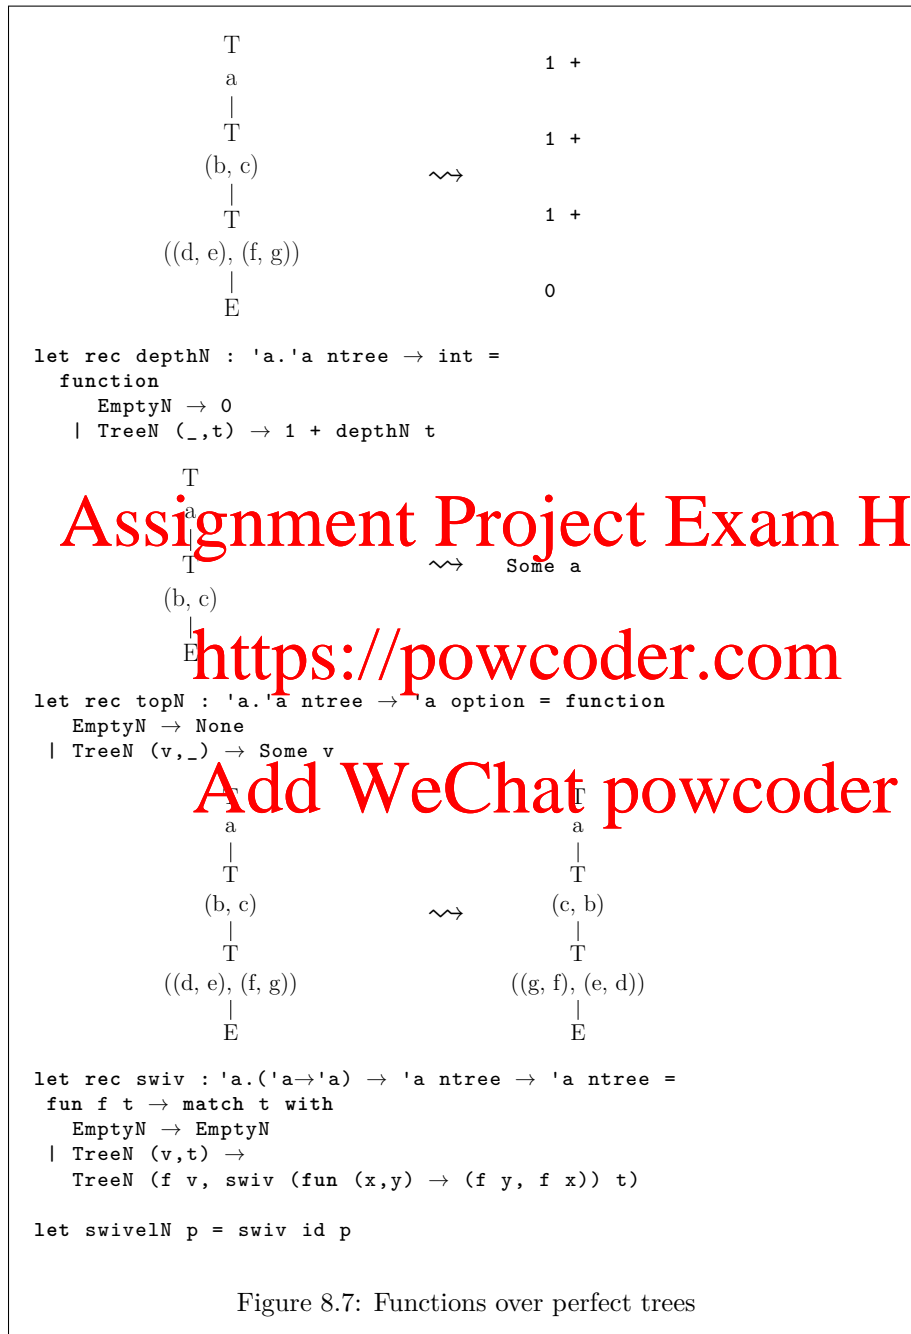 T
a
|
T
(b, c)
|
T
((d, e), (f, g))
|
E
⇝
1 +
1 +
1 +
0
let rec depthN : 'a.'a ntree → int =
function
EmptyN → 0
| TreeN (_,t) → 1 + depthN t
T
a
|
T
(b, c)
|
E
⇝
Some a
Assignment Project Exam H
https://powcoder.com
let rec topN : 'a.'a ntree → 'a option = function
EmptyN → None
| TreeN (v,_) → Some v
Add WeChat powcoder
T
a
|
T
(b, c)
|
T
((d, e), (f, g))
|
E
⇝
T
a
|
T
(c, b)
|
T
((g, f), (e, d))
|
E
let rec swiv : 'a.('a→'a) → 'a ntree → 'a ntree =
fun f t → match t with
EmptyN → EmptyN
| TreeN (v,t) →
TreeN (f v, swiv (fun (x,y) → (f y, f x)) t)
let swivelN p = swiv id p
Figure 8.7: Functions over perfect trees